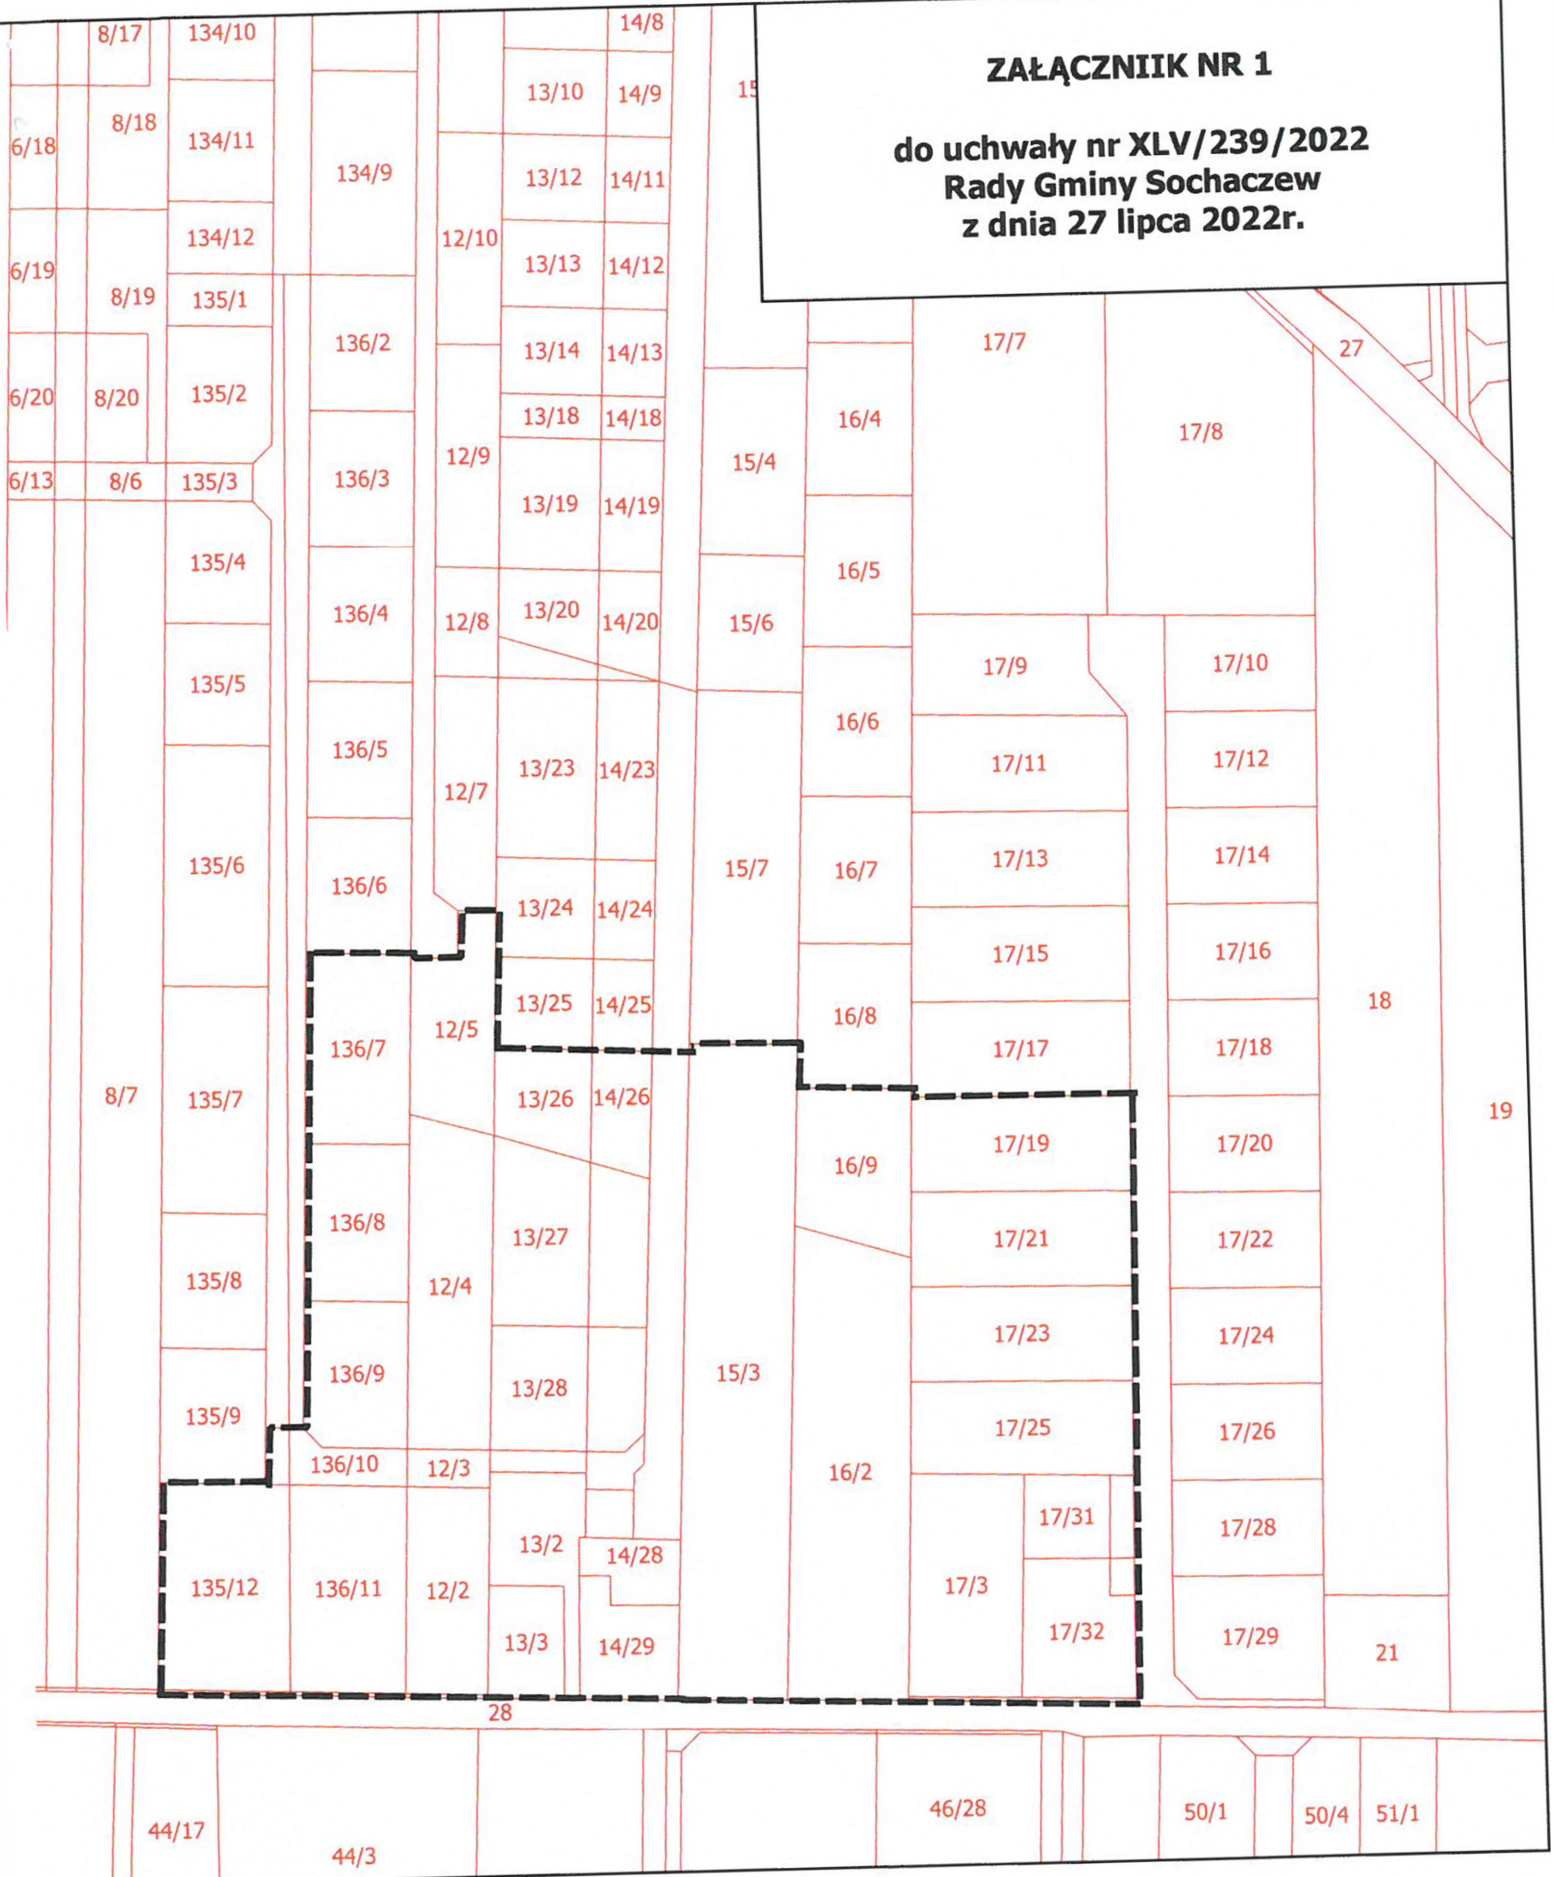 ZAŁĄCZNIIK NR 1
do uchwały nr XLV/239/2022
Rady Gminy Sochaczew
z dnia 27 lipca 2022r.
8/17 134/10 14/8
13/10 14/9
6/18 8/18 134/11 134/9 13/12 14/11
134/12 12/10 13/13 14/12
6/19 8/19 135/1
136/2 13/14 14/13 17/7 27
6/20 8/20 135/2 13/18 14/18 16/4 17/8
12/9 15/4
6/13 8/6 135/3 136/3 13/19 14/19
135/4 16/5
136/4 12/8 13/20 14/20 15/6
135/5 17/9 17/10
136/5 16/6
12/7 13/23 14/23 17/11 17/12
135/6 136/6 15/7 16/7 17/13 17/14
13/24 14/24
17/15 17/16
13/25 14/25 16/8 18
136/7 12/5 17/17 17/18
8/7 135/7 13/26 14/26 19
16/9 17/19 17/20
136/8 13/27 17/21 17/22
135/8 12/4
17/23 17/24
136/9 13/28 15/3
135/9 17/25 17/26
136/10 12/3 16/2
17/31 17/28
13/2 14/28
135/12 136/11 12/2 17/3
13/3 14/29 17/32 17/29 21
28
44/17 46/28 50/1 50/4 51/1
44/3